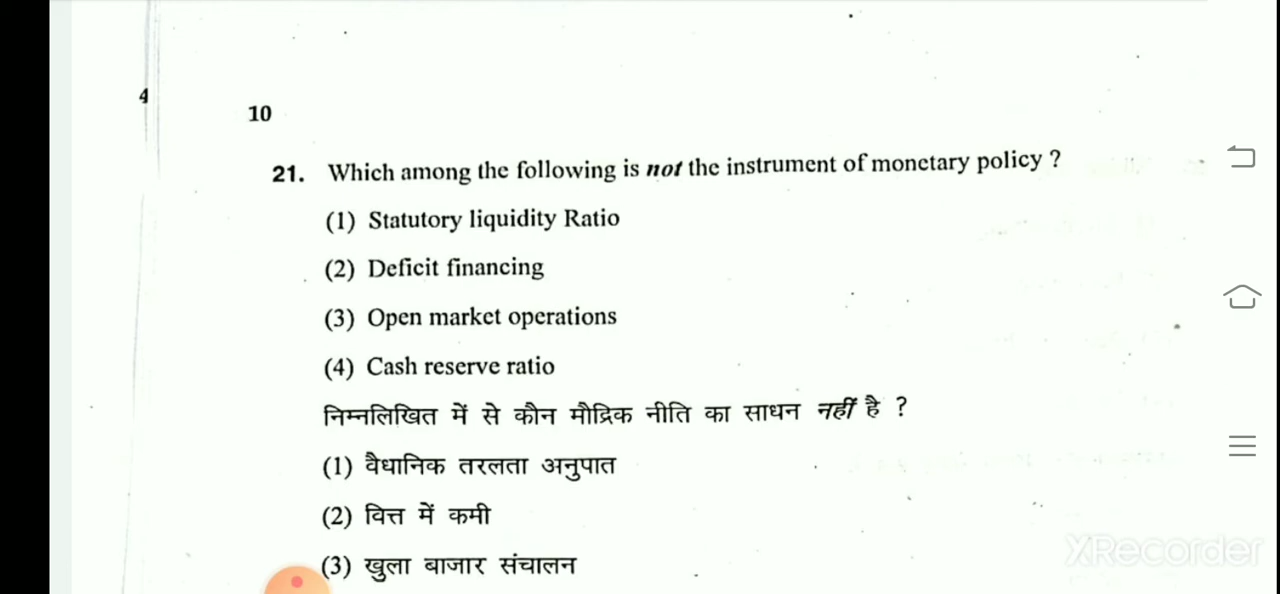 4
10
21. Which among the following is not the instrument of monetary policy ?
(1) Statutory liquidity Ratio
(2) Deficit financing
(3) Open market operations
(4) Cash reserve ratio
निम्नलिखित में से कौन मौद्रिक नीति का साधन नहीं है ?
(1) वैधानिक तरलता अनुपात
(2) वित्त में कमी
(3) खुला बाजार संचालन
XRecorder